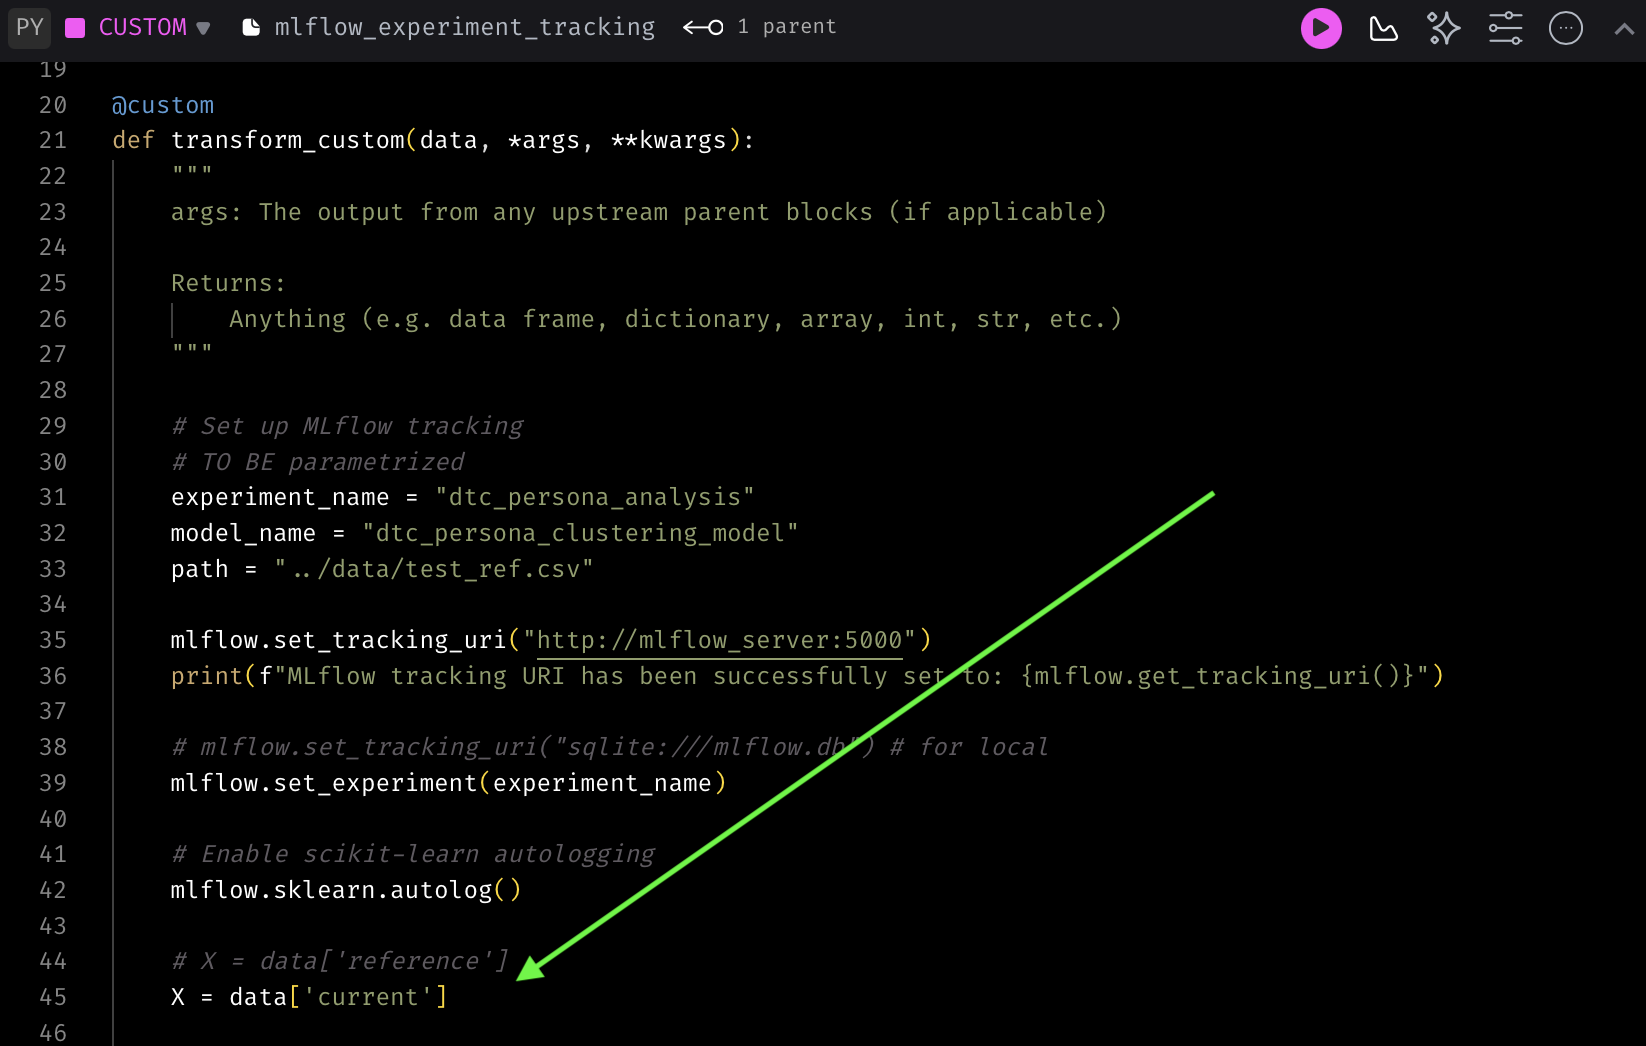 PY CUSTOM mlflow_experiment_tracking 1 parent
19
20 @custom
21 def transform_custom(data, *args, **kwargs):
22 """
23 args: The output from any upstream parent blocks (if applicable)
24
25 Returns:
26 Anything (e.g. data frame, dictionary, array, int, str, etc.)
27 """
28
29 # Set up MLflow tracking
30 # TO BE parametrized
31 experiment_name = "dtc_persona_analysis"
32 model_name = "dtc_persona_clustering_model"
33 path = "../data/test_ref.csv"
34
35 mlflow.set_tracking_uri("http://mlflow_server:5000")
36 print(f"MLflow tracking URI has been successfully set to: {mlflow.get_tracking_uri()}")
37
38 # mlflow.set_tracking_uri("sqlite:///mlflow.db") # for local
39 mlflow.set_experiment(experiment_name)
40
41 # Enable scikit-learn autologging
42 mlflow.sklearn.autolog()
43
44 # X = data['reference']
45 X = data['current']
46